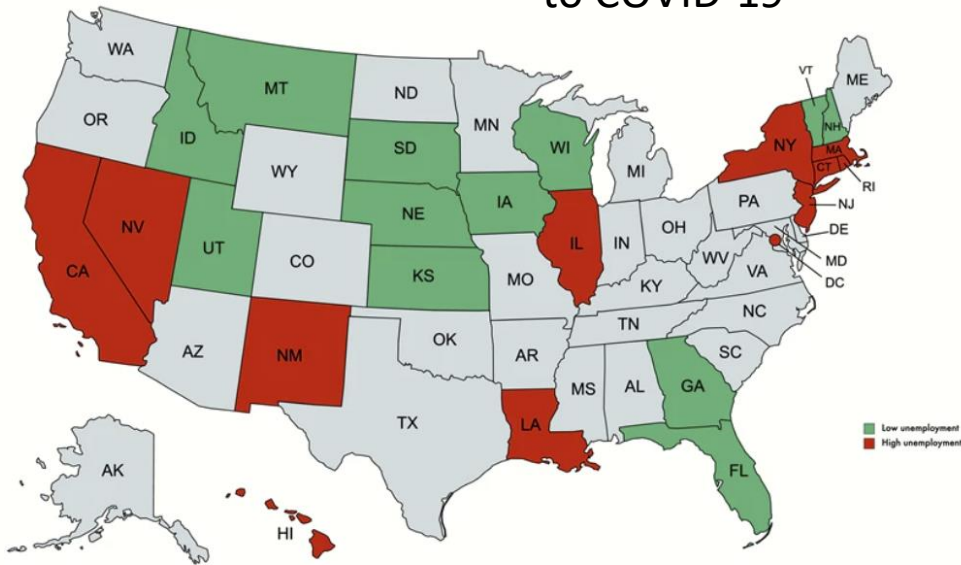 to COVID-19
WA
MT
ND
MN
VT
ME
OR
ID
SD
WI
NY
NH
MA
CT
RI
WY
MI
NJ
NE
IA
PA
NV
UT
IL
IN
OH
DE
CA
CO
KS
MO
WV
MD
VA
DC
KY
NC
TN
AZ
NM
OK
AR
SC
MS
AL
GA
TX
LA
Low unemployment
High unemployment
AK
FL
HI